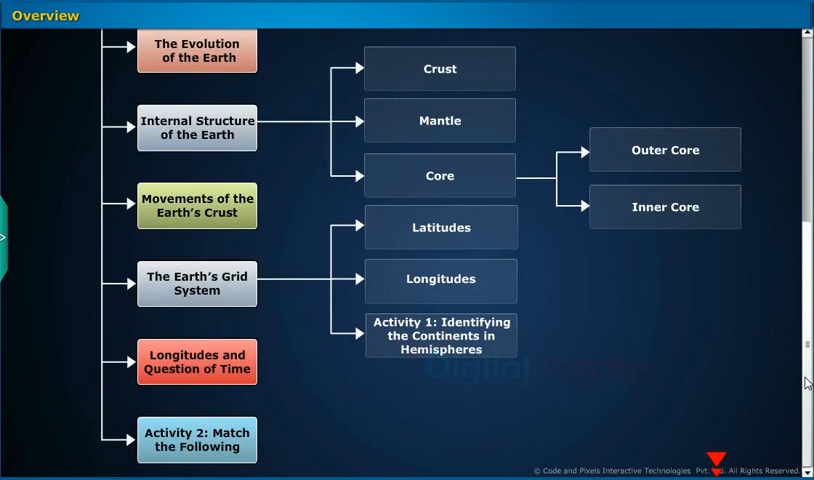 Overview
The Evolution
of the Earth
Internal Structure
of the Earth
Movements of the
Earth's Crust
The Earth's Grid
System
Longitudes and
Question of Time
Activity 2: Match
the Following
Crust
Mantle
Core
Latitudes
Longitudes
Activity 1: Identifying
the Continents in
Hemispheres
Outer Core
Inner Core
Digital
© Code and Pixels Interactive Technologies Pvt. All Rights Reserved.